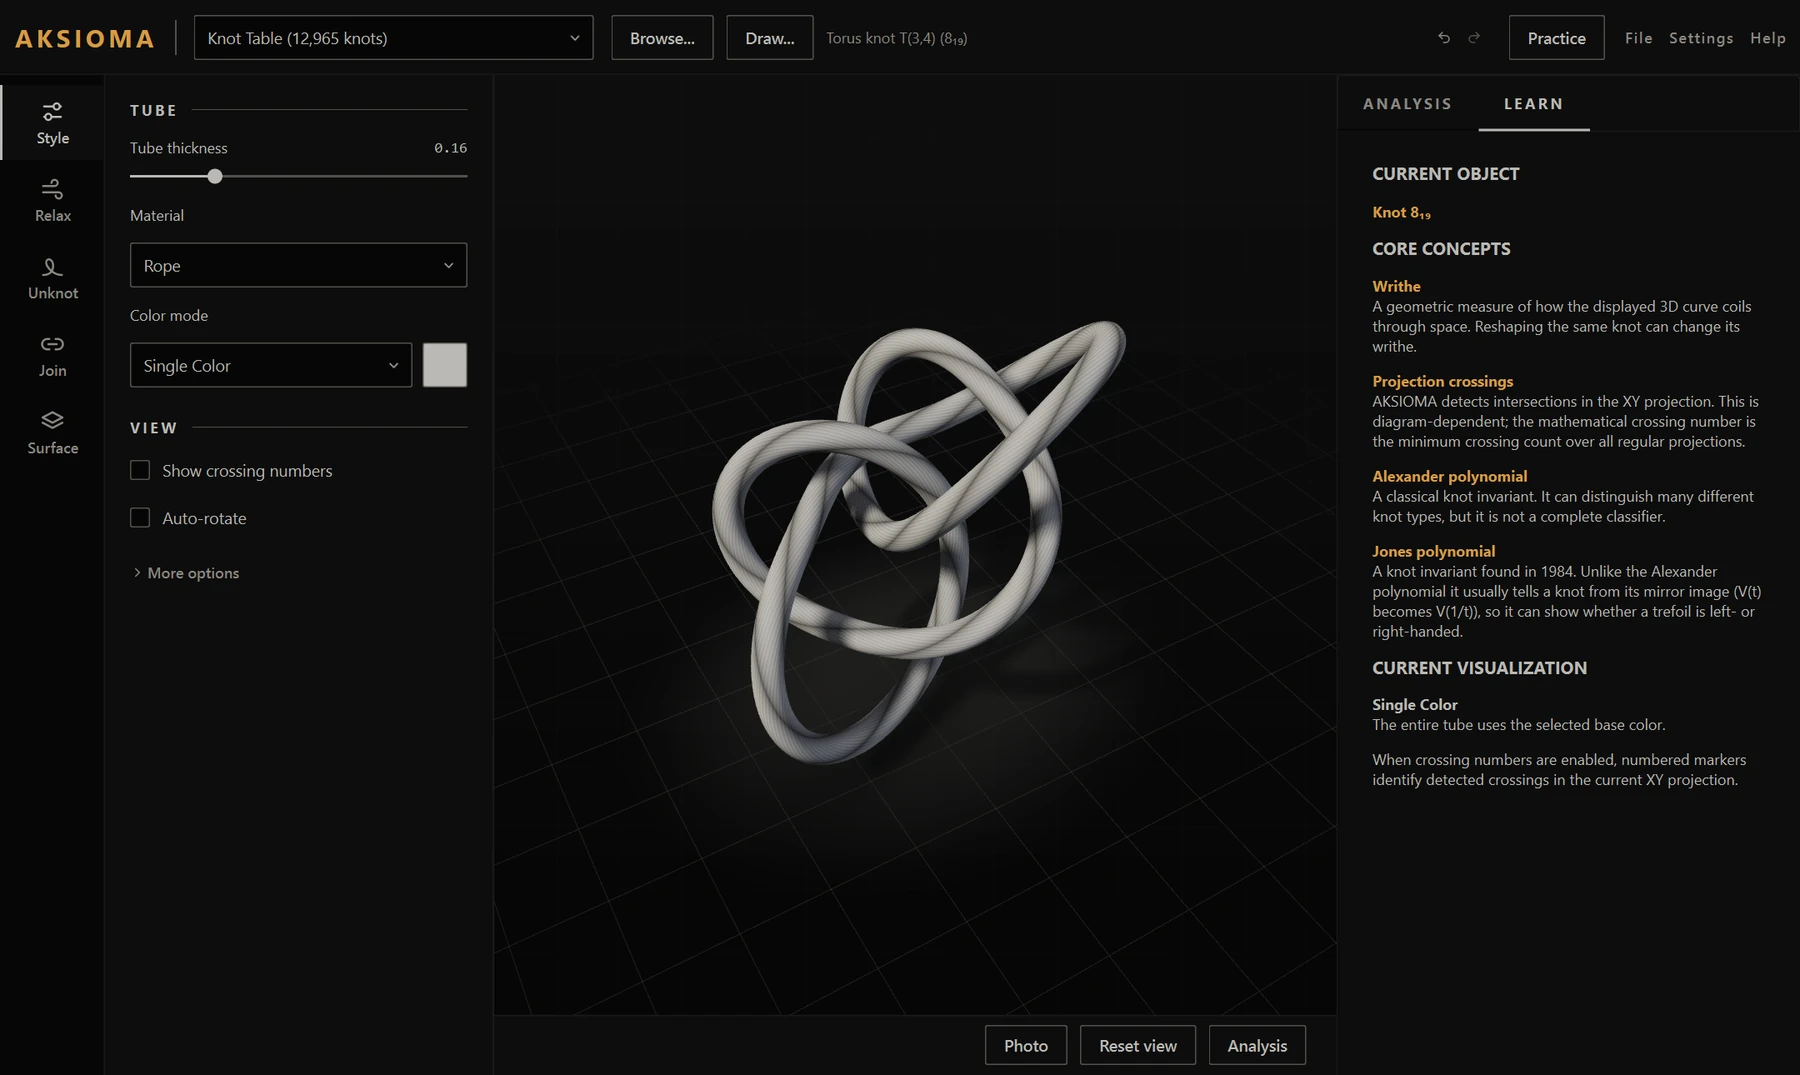 AKSIOMA
Knot Table (12,965 knots)
Browse...
Draw...
Torus knot T(3,4) (8₁₉)
Practice
File
Settings
Help
Style
Relax
Unknot
Join
Surface
TUBE
Tube thickness 0.16
Material
Rope
Color mode
Single Color
VIEW
Show crossing numbers
Auto-rotate
More options
Photo
Reset view
Analysis
ANALYSIS
LEARN
CURRENT OBJECT
Knot 8₁₉
CORE CONCEPTS
Writhe
A geometric measure of how the displayed 3D curve coils
through space. Reshaping the same knot can change its
writhe.
Projection crossings
AKSIOMA detects intersections in the XY projection. This is
diagram-dependent; the mathematical crossing number is
the minimum crossing count over all regular projections.
Alexander polynomial
A classical knot invariant. It can distinguish many different
knot types, but it is not a complete classifier.
Jones polynomial
A knot invariant found in 1984. Unlike the Alexander
polynomial it usually tells a knot from its mirror image (V(t)
becomes V(1/t)), so it can show whether a trefoil is left- or
right-handed.
CURRENT VISUALIZATION
Single Color
The entire tube uses the selected base color.
When crossing numbers are enabled, numbered markers
identify detected crossings in the current XY projection.